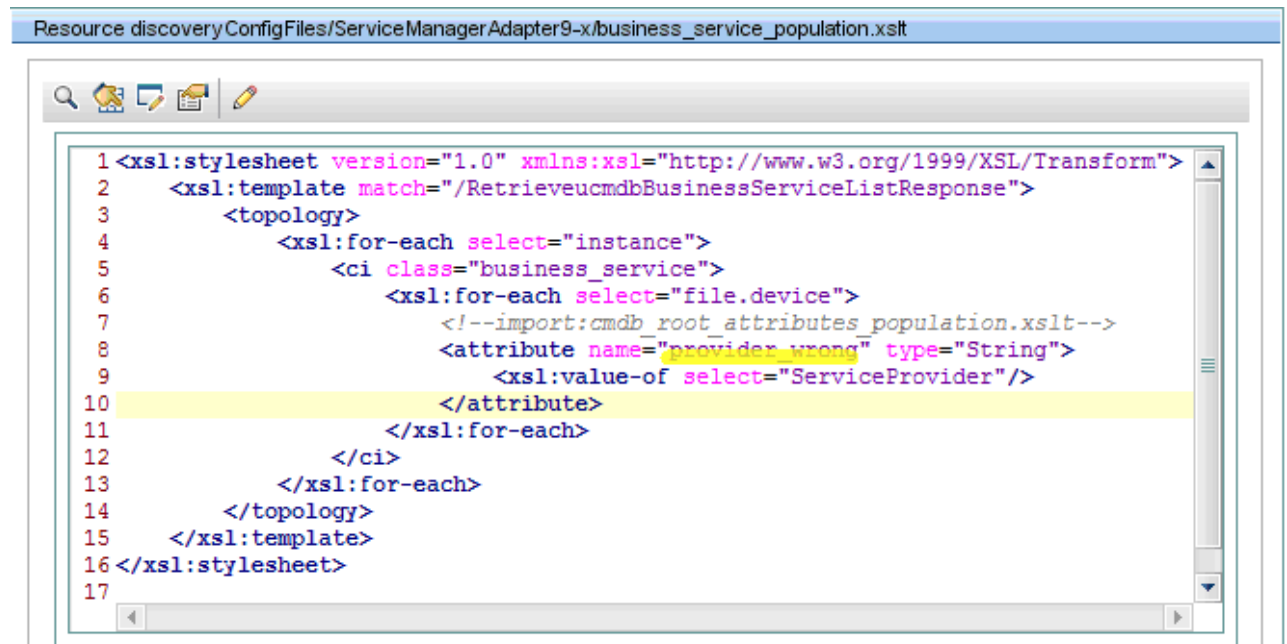 Resource discoveryConfigFiles/ServiceManagerAdapter9-x/business_service_population.xslt
1 <xsl:stylesheet version="1.0" xmlns:xsl="http://www.w3.org/1999/XSL/Transform">
2 <xsl:template match="/RetrieveucmdbBusinessServiceListResponse">
3 <topology>
4 <xsl:for-each select="instance">
5 <ci class="business_service">
6 <xsl:for-each select="file.device">
7 <!--import:cmdb_root_attributes_population.xslt-->
8 <attribute name="provider_wrong" type="String">
9 <xsl:value-of select="ServiceProvider"/>
10 </attribute>
11 </xsl:for-each>
12 </ci>
13 </xsl:for-each>
14 </topology>
15 </xsl:template>
16 </xsl:stylesheet>
17